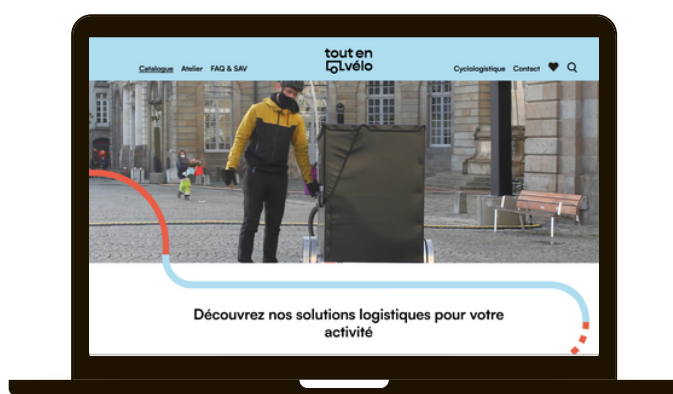 Catalogue Atelier FAQ & SAV
tout en
vélo
Cyclologistique Contact
Découvrez nos solutions logistiques pour votre
activité